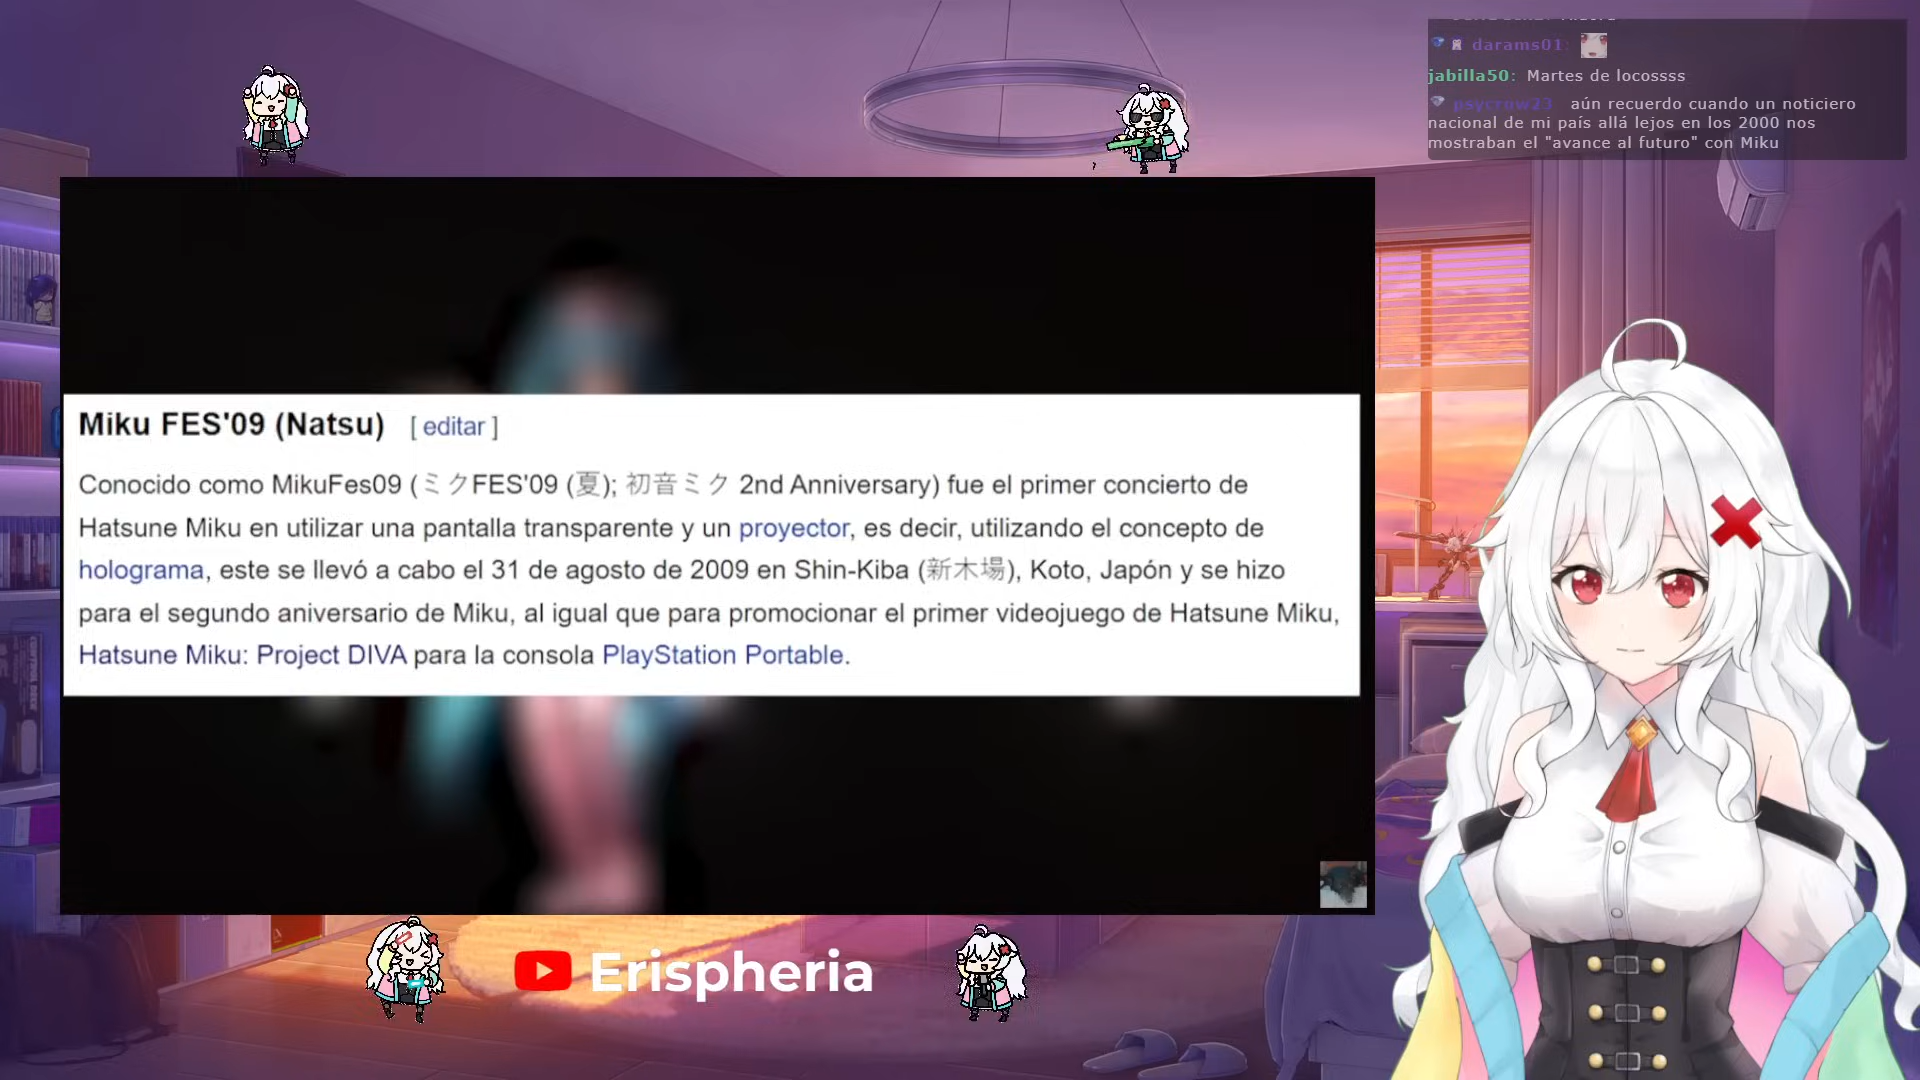 darams01:
jabilla50: Martes de locossss
psycrow23 aún recuerdo cuando un noticiero
nacional de mi país allá lejos en los 2000 nos
mostraban el "avance al futuro" con Miku
Miku FES'09 (Natsu) [ editar ]
Conocido como MikuFes09 (ミクFES'09 (夏); 初音ミク 2nd Anniversary) fue el primer concierto de
Hatsune Miku en utilizar una pantalla transparente y un proyector, es decir, utilizando el concepto de
holograma, este se llevó a cabo el 31 de agosto de 2009 en Shin-Kiba (新木場), Koto, Japón y se hizo
para el segundo aniversario de Miku, al igual que para promocionar el primer videojuego de Hatsune Miku,
Hatsune Miku: Project DIVA para la consola PlayStation Portable.
Erispheria